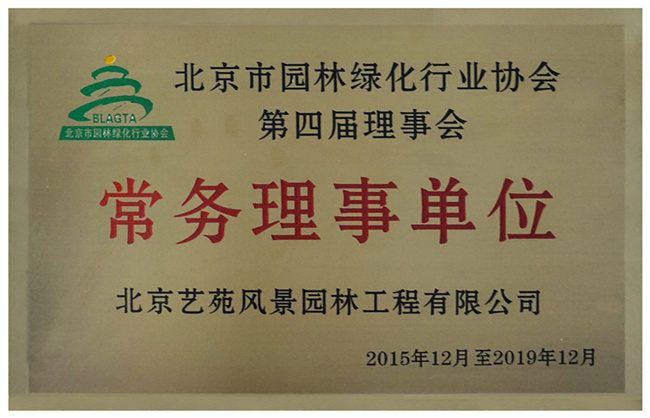 BLAGTA
北京市园林绿化行业协会
北京市园林绿化行业协会
第四届理事会
常务理事单位
北京艺苑风景园林工程有限公司
2015年12月至2019年12月